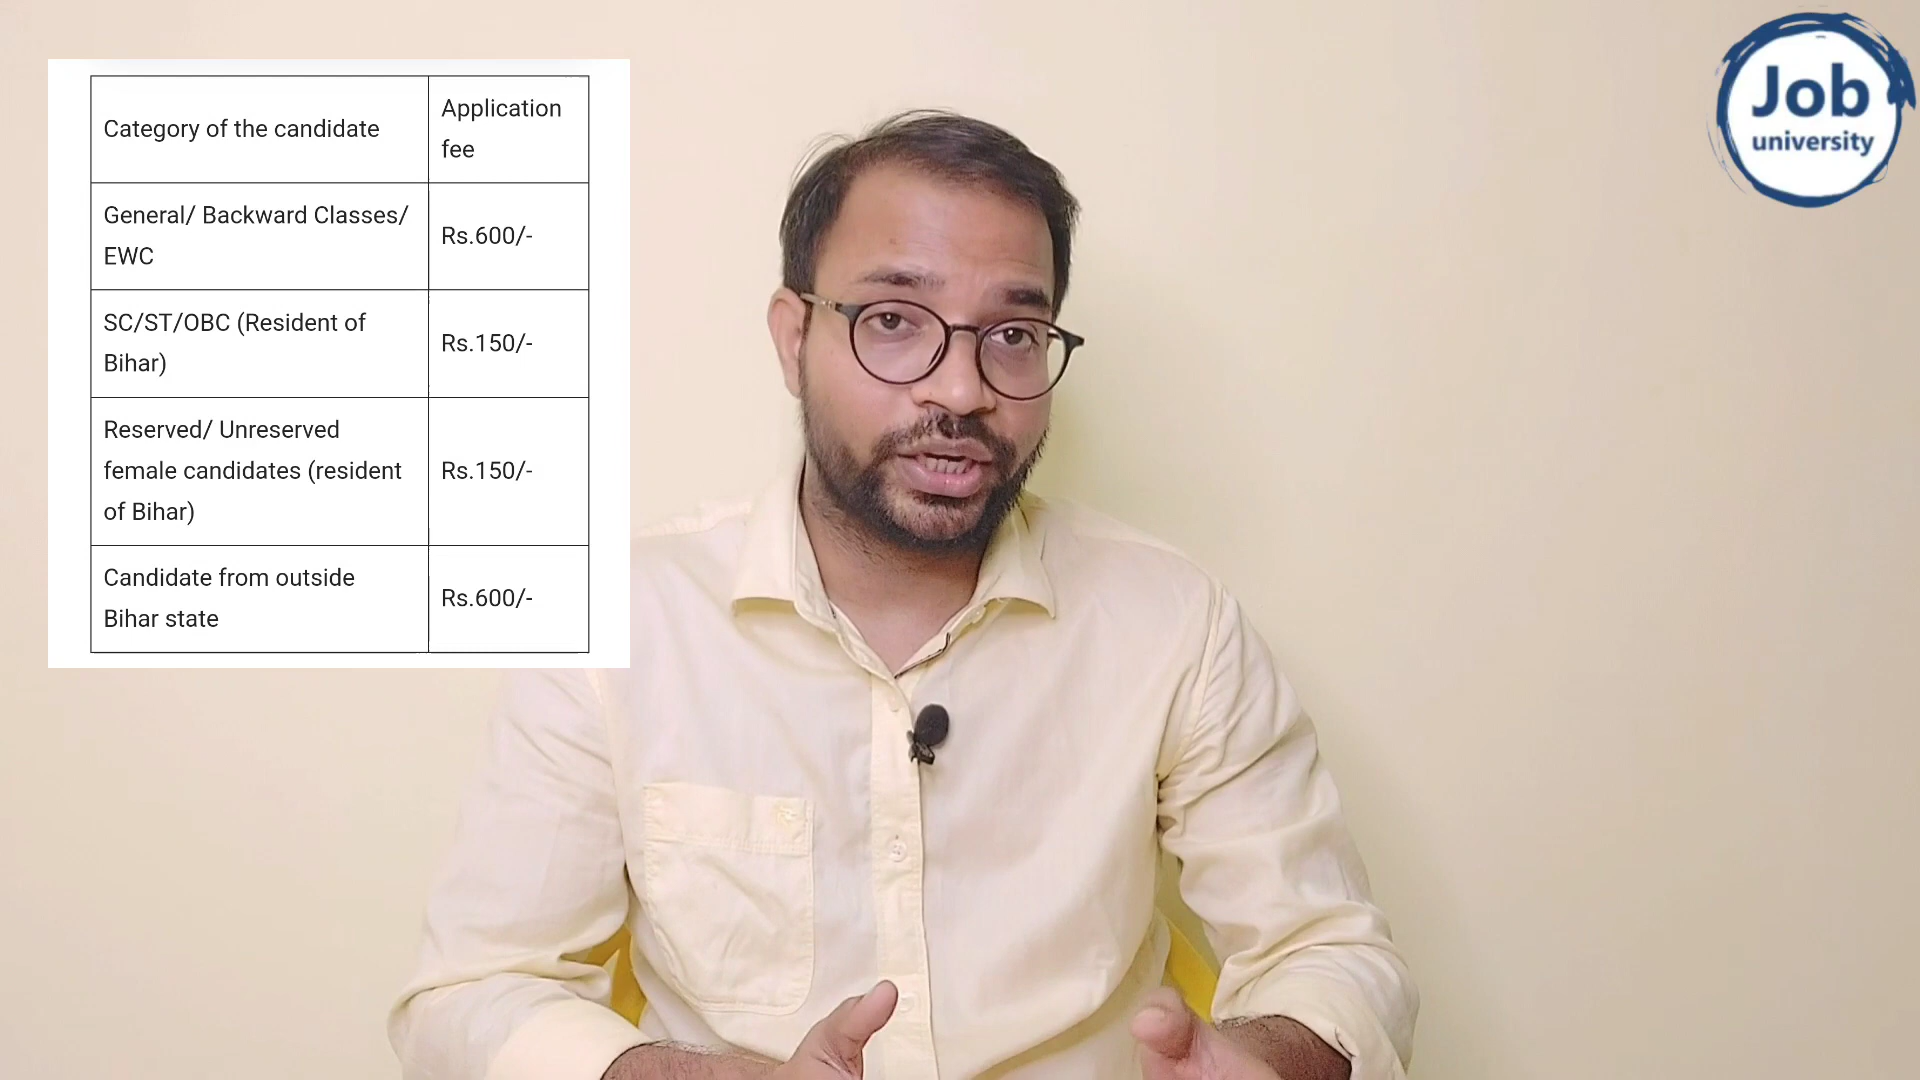 Category of the candidate
Application
fee
General/ Backward Classes/
EWC
Rs.600/-
SC/ST/OBC (Resident of
Bihar)
Rs.150/-
Reserved/ Unreserved
female candidates (resident
of Bihar)
Rs.150/-
Candidate from outside
Bihar state
Rs.600/-
Job
university